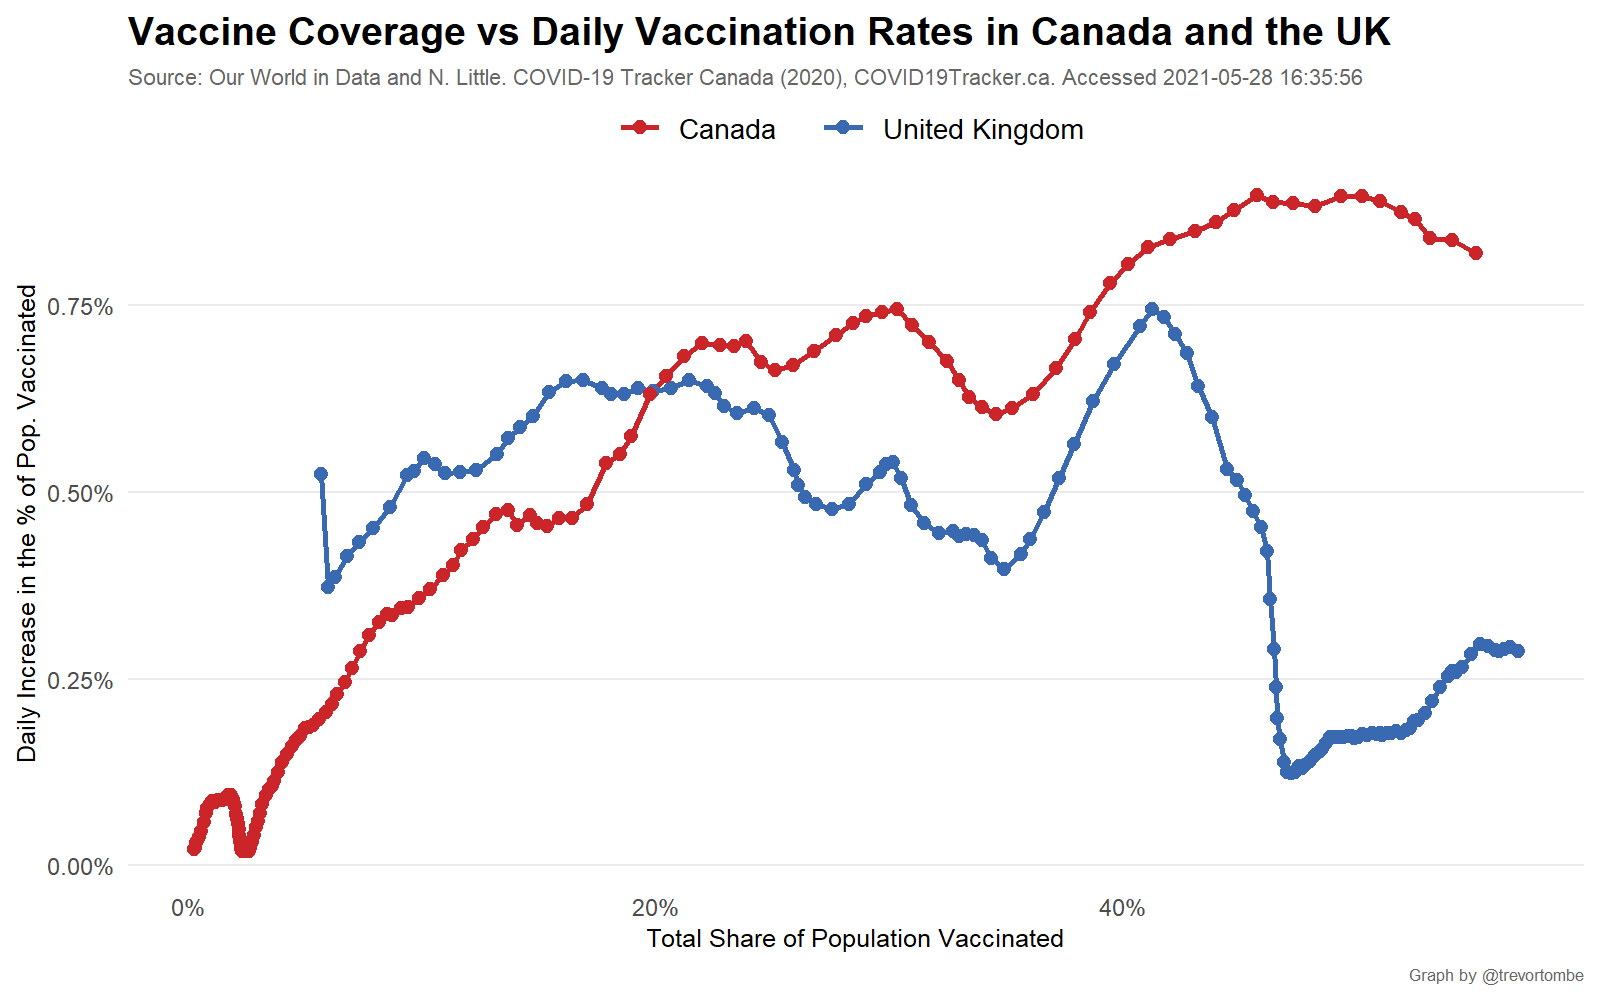 Vaccine Coverage vs Daily Vaccination Rates in Canada and the UK
Source: Our World in Data and N. Little. COVID-19 Tracker Canada (2020), COVID19Tracker.ca. Accessed 2021-05-28 16:35:56
Canada
United Kingdom
Daily Increase in the % of Pop. Vaccinated
0.75%
0.50%
0.25%
0.00%
0%
20%
40%
Total Share of Population Vaccinated
Graph by @trevortombe